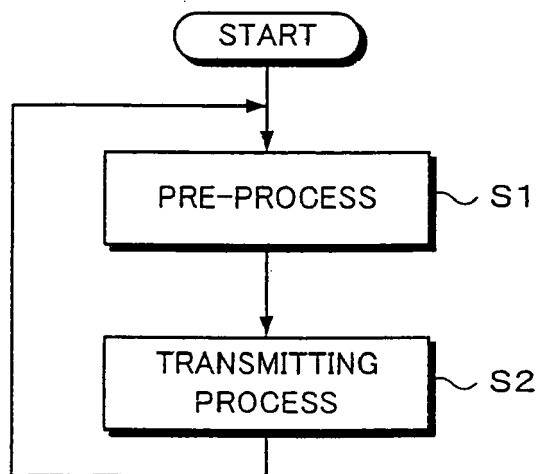 START
PRE-PROCESS
S1
TRANSMITTING
PROCESS
S2